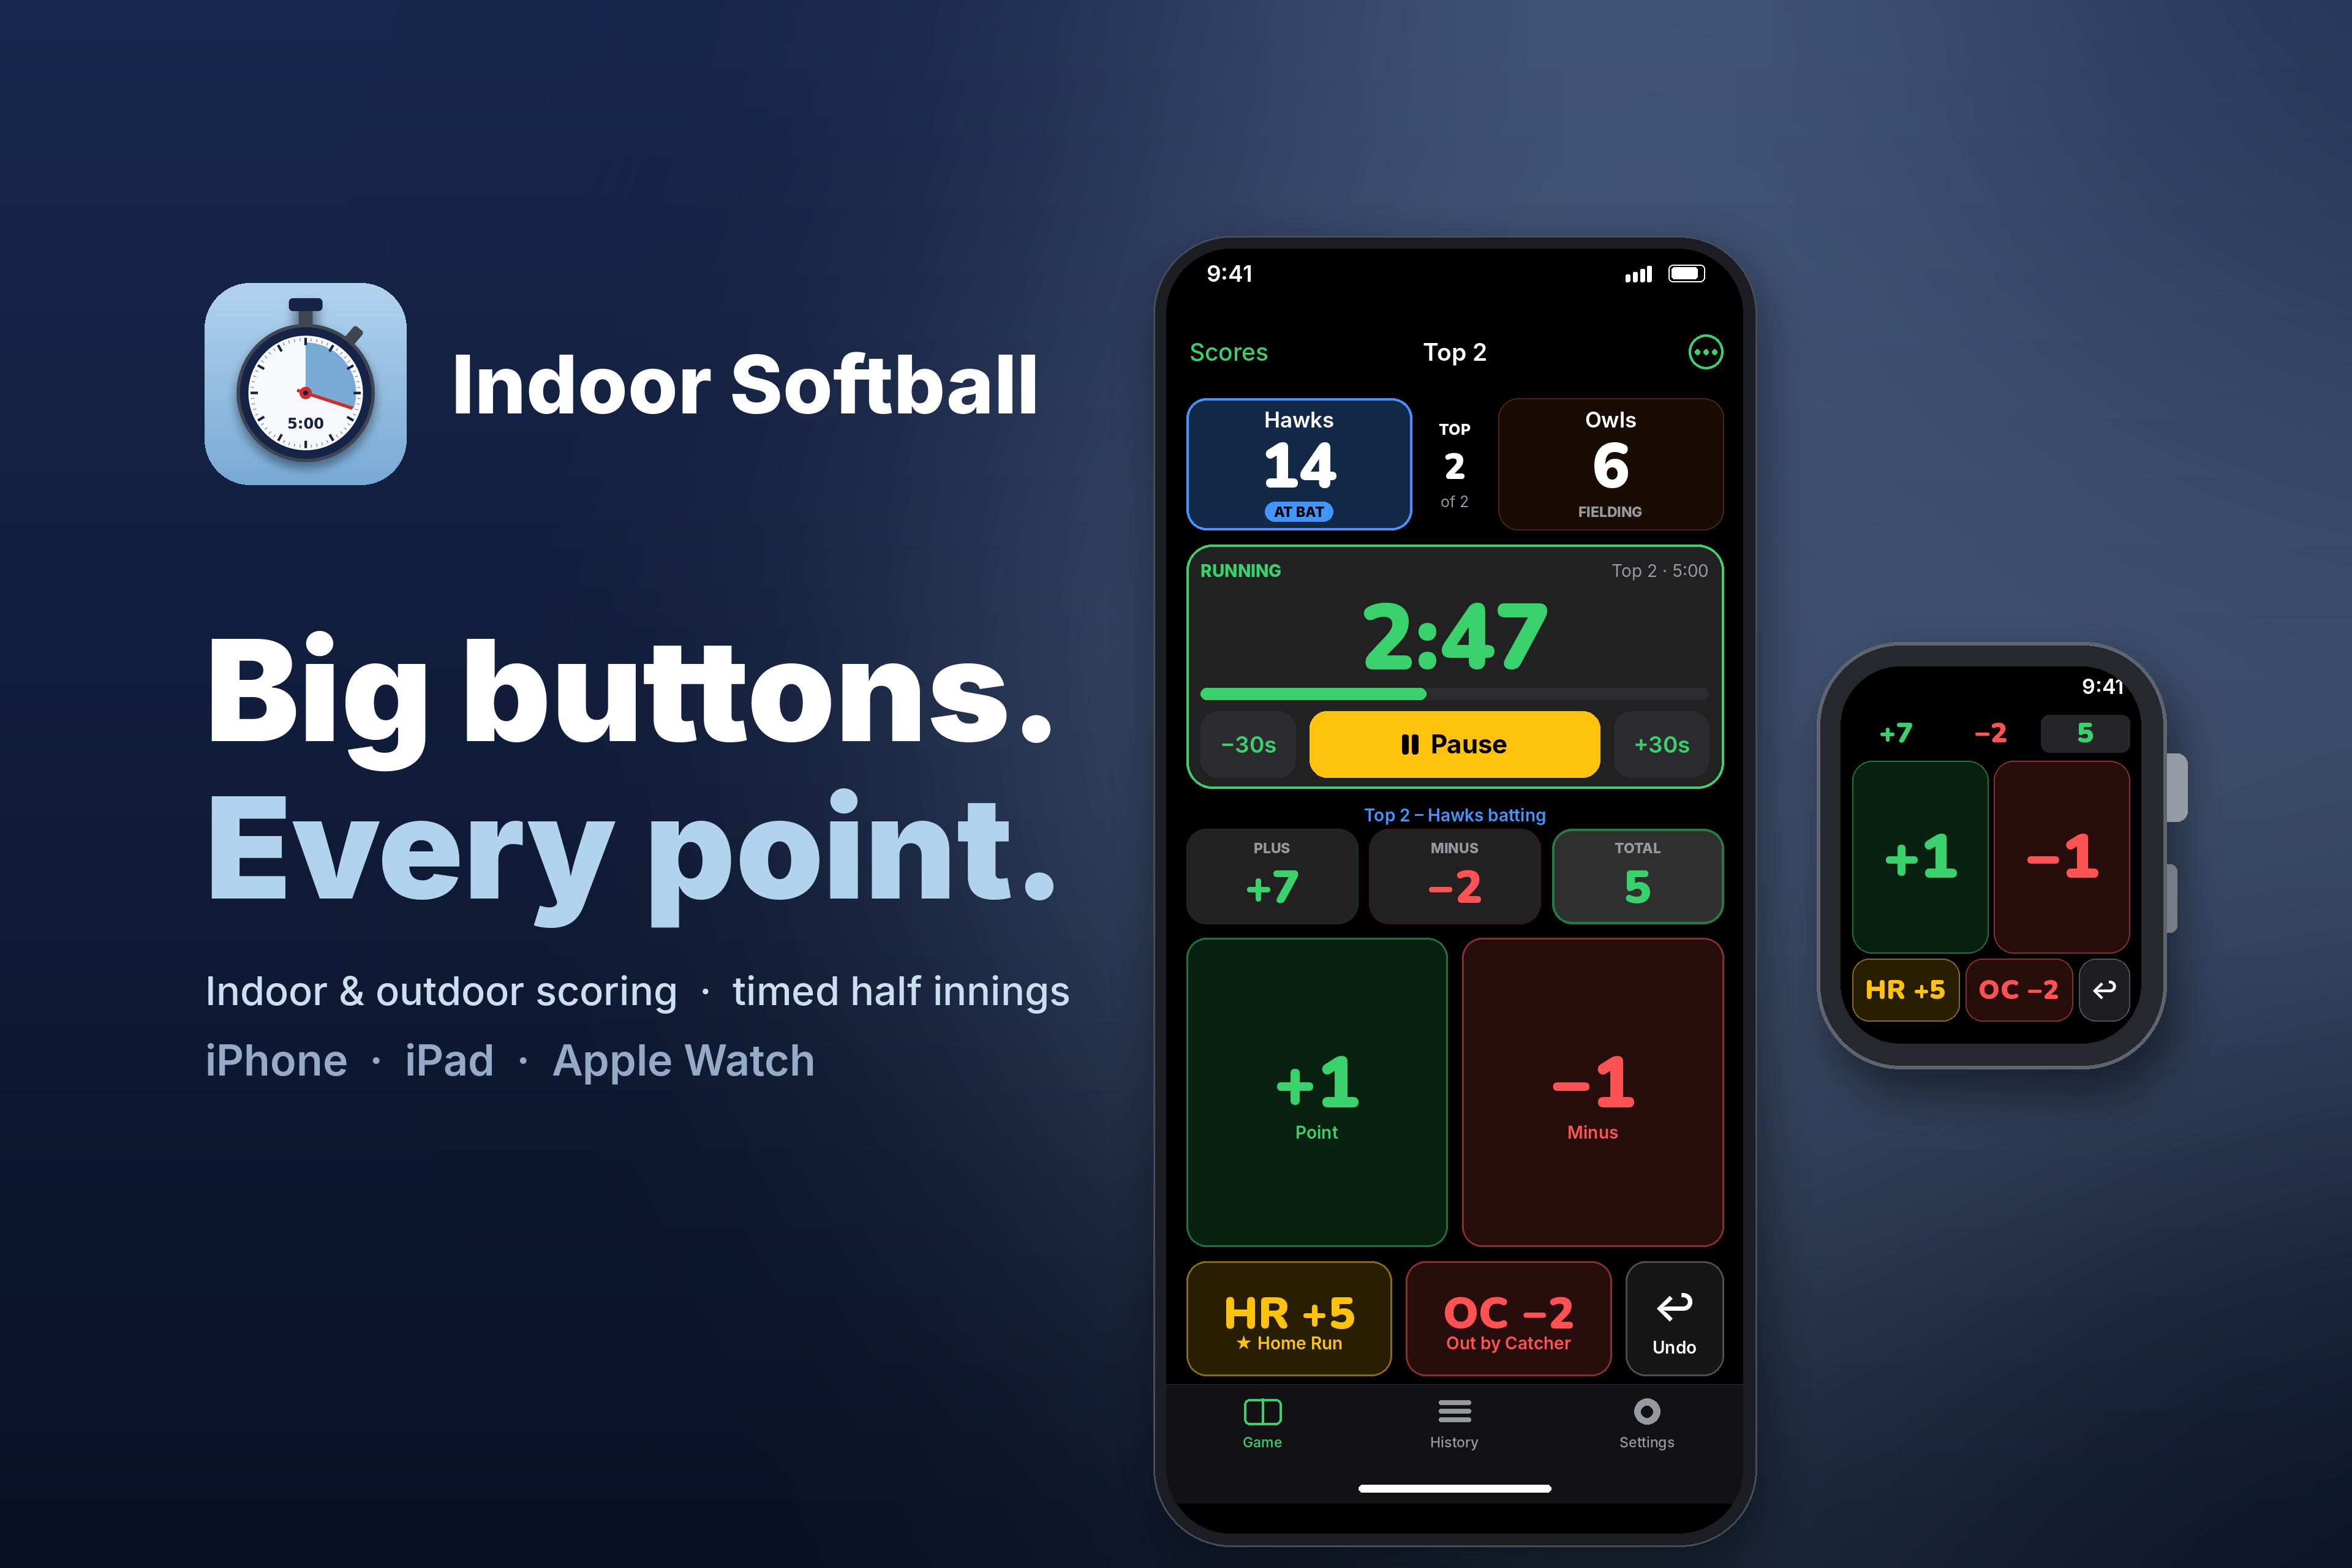 5:00
Indoor Softball
Big buttons.
Every point.
Indoor & outdoor scoring · timed half innings
iPhone · iPad · Apple Watch
9:41
Scores Top 2
Hawks
14
AT BAT
TOP
2
of 2
Owls
6
FIELDING
RUNNING Top 2 · 5:00
2:47
−30s Pause +30s
Top 2 – Hawks batting
PLUS MINUS TOTAL
+7 −2 5
+1 −1
Point Minus
HR +5 OC −2
★ Home Run Out by Catcher Undo
Game History Settings
9:41
+7 −2 5
+1 −1
HR +5 OC −2